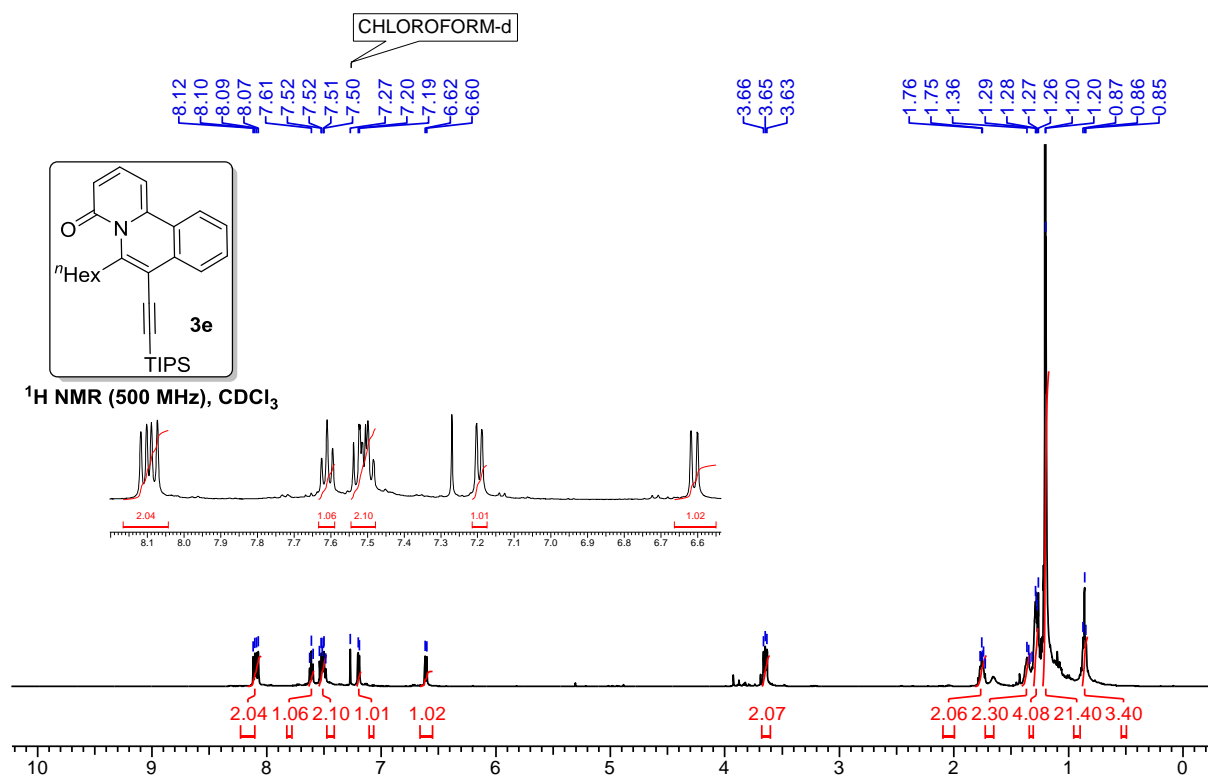 CHLOROFORM-d
8.12 8.10 8.09 8.07 7.61 7.52 7.52 7.51 7.50 7.27 7.20 7.19 6.62 6.60 3.66 3.65 3.63 1.76 1.75 1.36 1.29 1.28 1.27 1.26 1.20 1.20 0.87 0.86 0.85
O
N
nHex
3e
TIPS
1H NMR (500 MHz), CDCl3
2.04 1.06 2.10 1.01 1.02
8.1 8.0 7.9 7.8 7.7 7.6 7.5 7.4 7.3 7.2 7.1 7.0 6.9 6.8 6.7 6.6
2.04 1.06 2.10 1.01 1.02 2.07 2.06 2.30 4.08 21.40 3.40
10 9 8 7 6 5 4 3 2 1 0